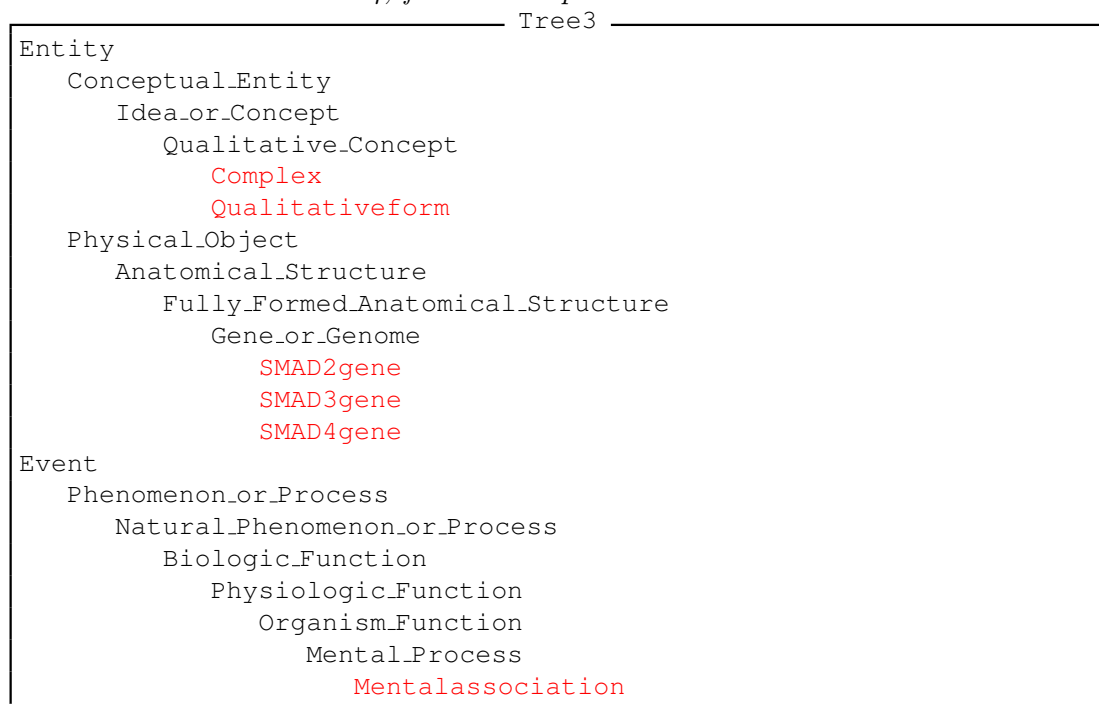 Tree3
Entity
Conceptual_Entity
Idea_or_Concept
Qualitative_Concept
Complex
Qualitativeform
Physical_Object
Anatomical_Structure
Fully_Formed_Anatomical_Structure
Gene_or_Genome
SMAD2gene
SMAD3gene
SMAD4gene
Event
Phenomenon_or_Process
Natural_Phenomenon_or_Process
Biologic_Function
Physiologic_Function
Organism_Function
Mental_Process
Mentalassociation